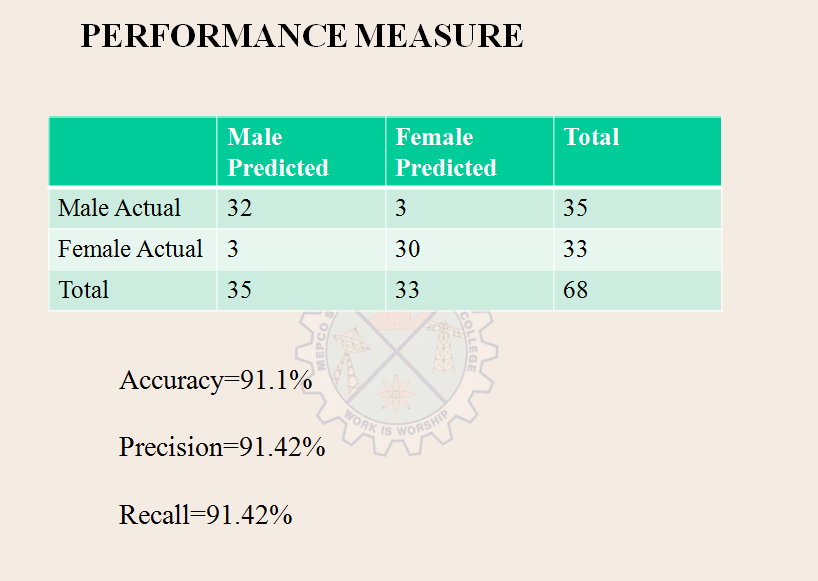 PERFORMANCE MEASURE
Male Predicted Female Predicted Total
Male Actual 32 3 35
Female Actual 3 30 33
Total 35 33 68
MEPCO S COLLEGE
WORK IS WORSHIP
Accuracy=91.1%
Precision=91.42%
Recall=91.42%